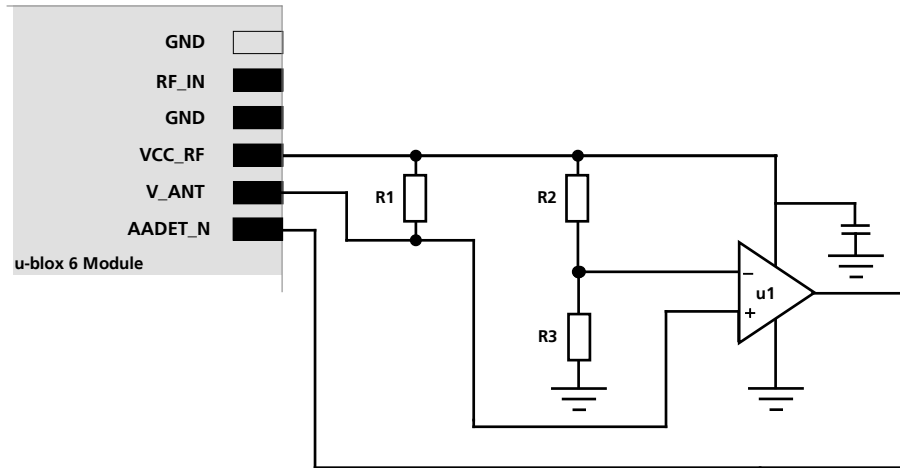 GND
RF_IN
GND
VCC_RF
V_ANT
AADET_N
u-blox 6 Module
R1
R2
R3
u1
−
+